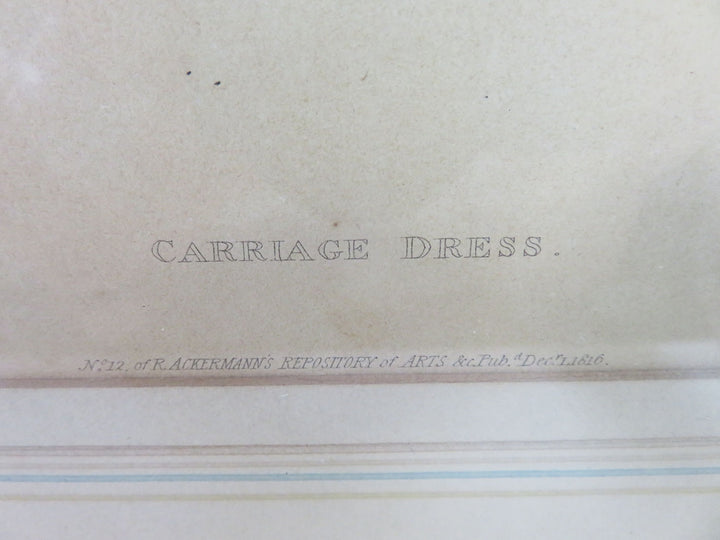 CARRIAGE DRESS.
No. 12, of R. ACKERMANN'S REPOSITORY of ARTS &c. Pub.d Dec.r 1, 1816.